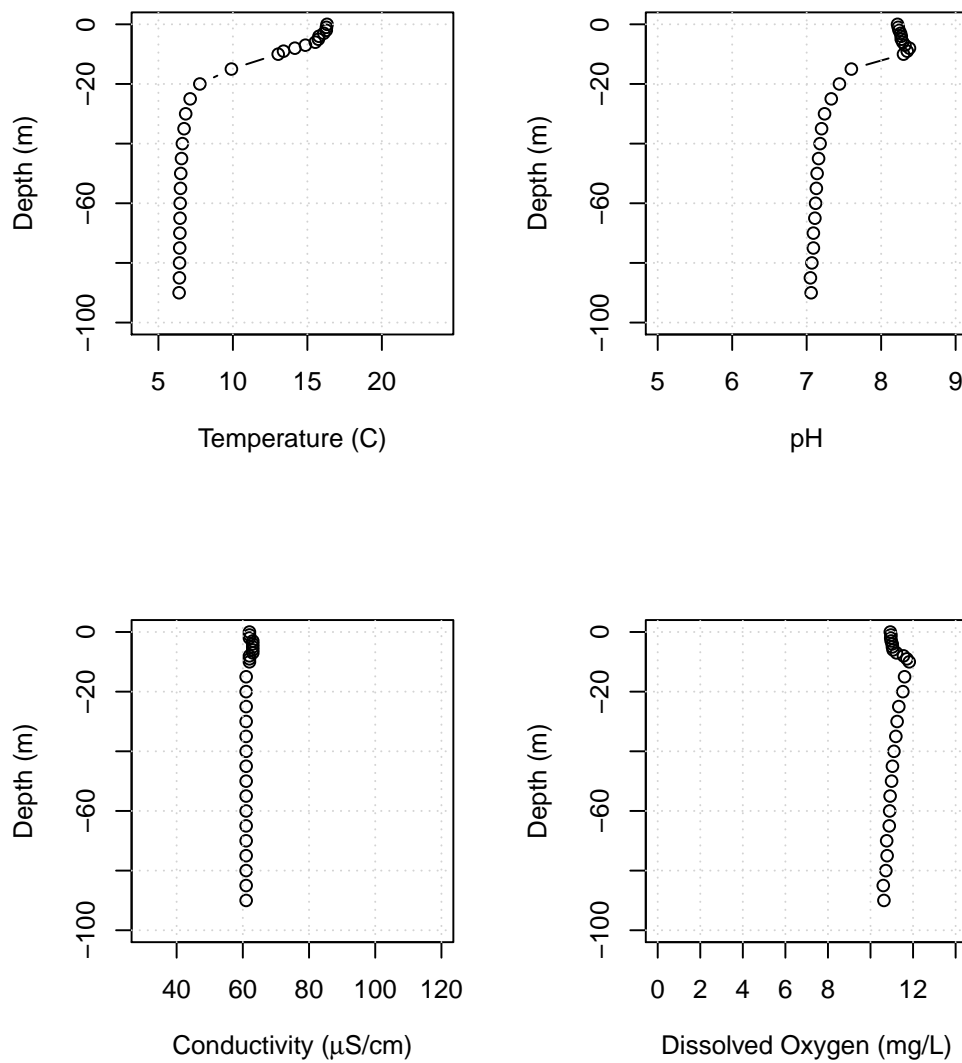 0
−20
−60
−100
Depth (m)
5 10 15 20
Temperature (C)
0
−20
−60
−100
Depth (m)
5 6 7 8 9
pH
0
−20
−60
−100
Depth (m)
40 60 80 100 120
Conductivity (μS/cm)
0
−20
−60
−100
Depth (m)
0 2 4 6 8 12
Dissolved Oxygen (mg/L)